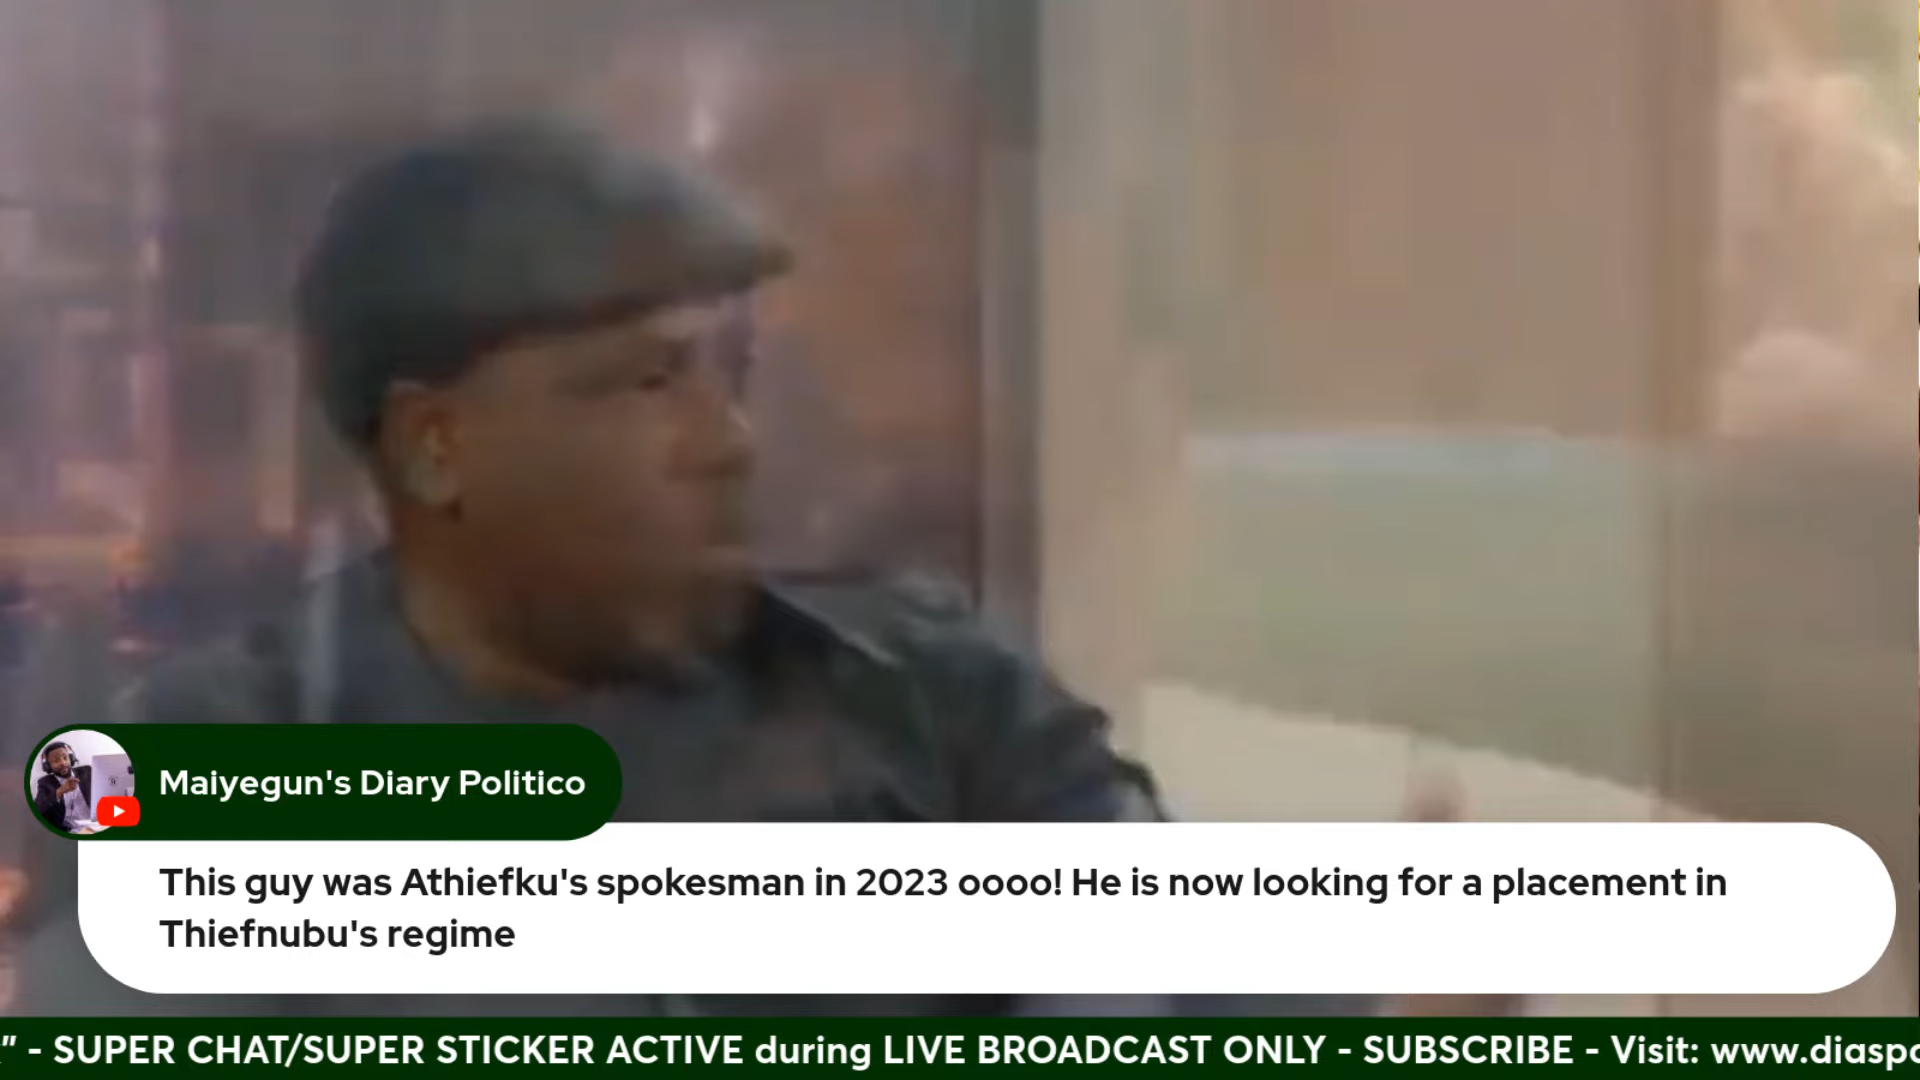 Maiyegun's Diary Politico
This guy was Athiefku's spokesman in 2023 oooo! He is now looking for a placement in
Thiefnubu's regime
" - SUPER CHAT/SUPER STICKER ACTIVE during LIVE BROADCAST ONLY - SUBSCRIBE - Visit: www.diaspo